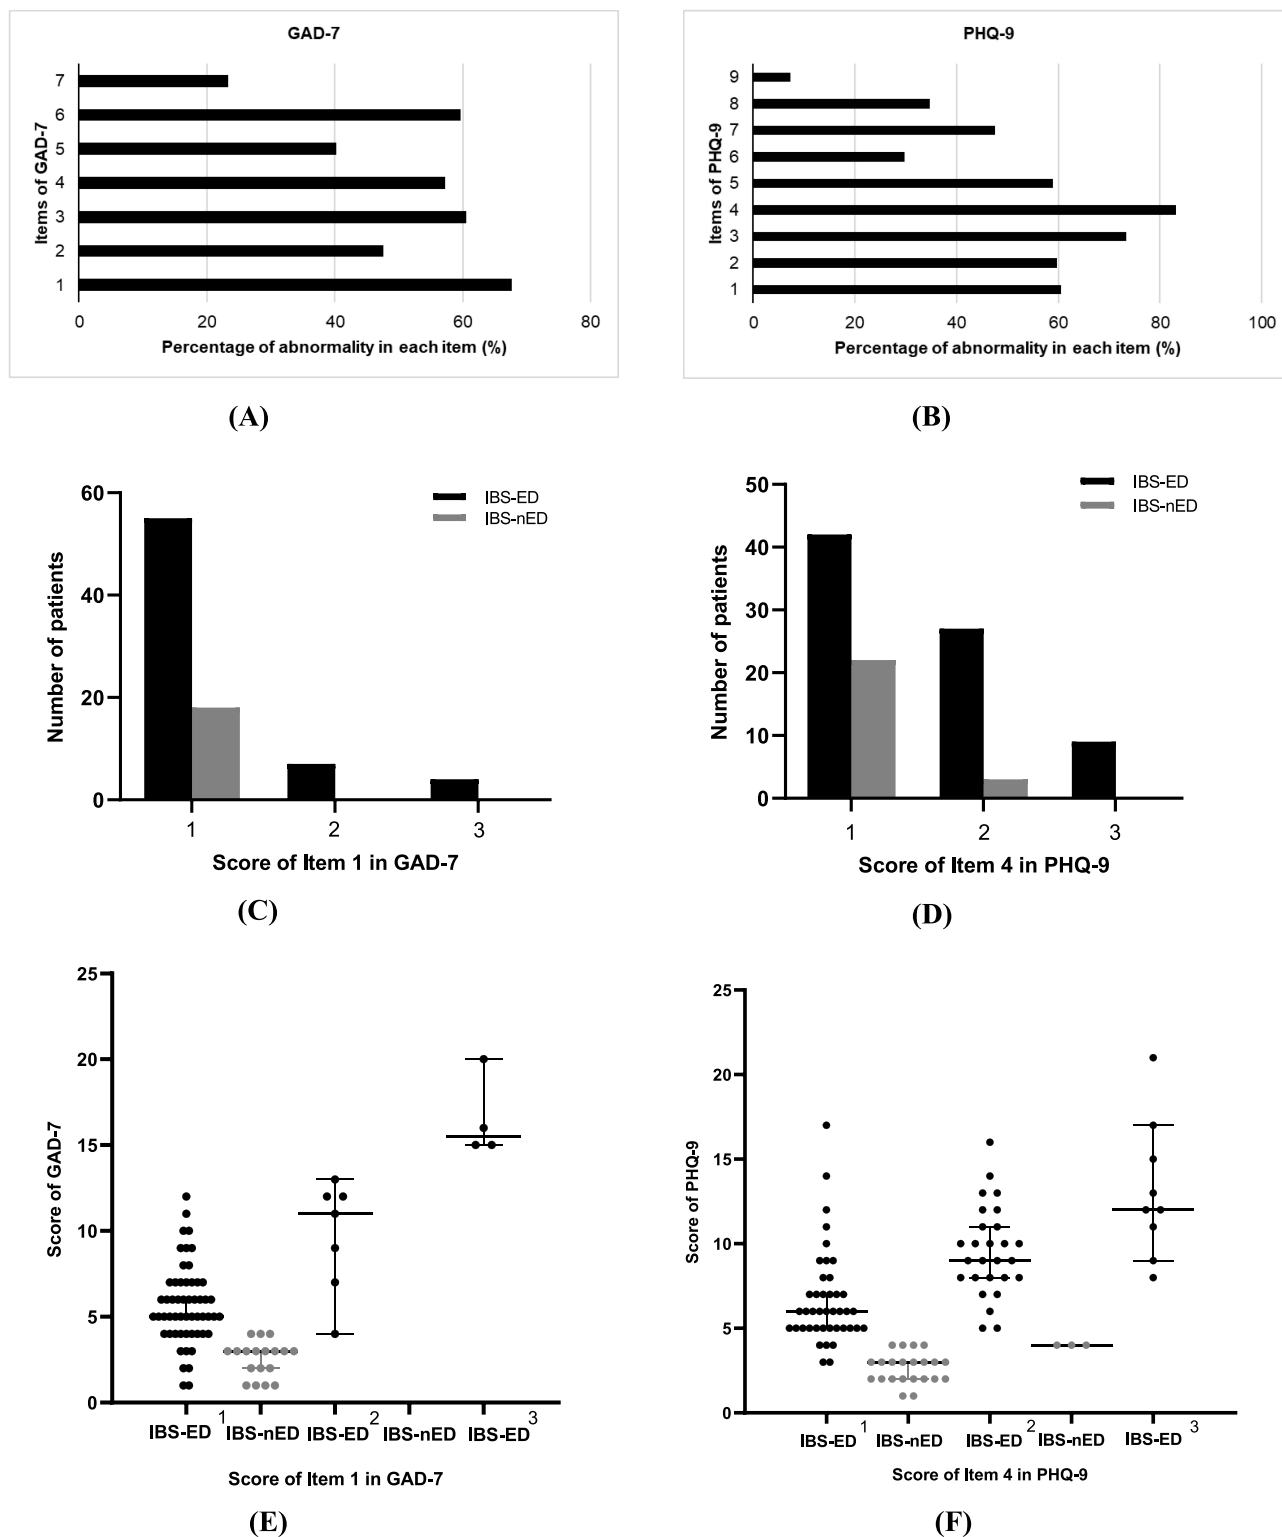 GAD-7
Items of GAD-7
7
6
5
4
3
2
1
0 20 40 60 80
Percentage of abnormality in each item (%)
(A)
PHQ-9
Items of PHQ-9
9
8
7
6
5
4
3
2
1
0 20 40 60 80 100
Percentage of abnormality in each item (%)
(B)
IBS-ED
IBS-nED
Number of patients
60
40
20
0
1 2 3
Score of Item 1 in GAD-7
(C)
IBS-ED
IBS-nED
Number of patients
50
40
30
20
10
0
1 2 3
Score of Item 4 in PHQ-9
(D)
Score of GAD-7
25
20
15
10
5
0
IBS-ED 1 IBS-nED IBS-ED 2 IBS-nED IBS-ED 3
Score of Item 1 in GAD-7
(E)
Score of PHQ-9
25
20
15
10
5
0
IBS-ED 1 IBS-nED IBS-ED 2 IBS-nED IBS-ED 3
Score of Item 4 in PHQ-9
(F)